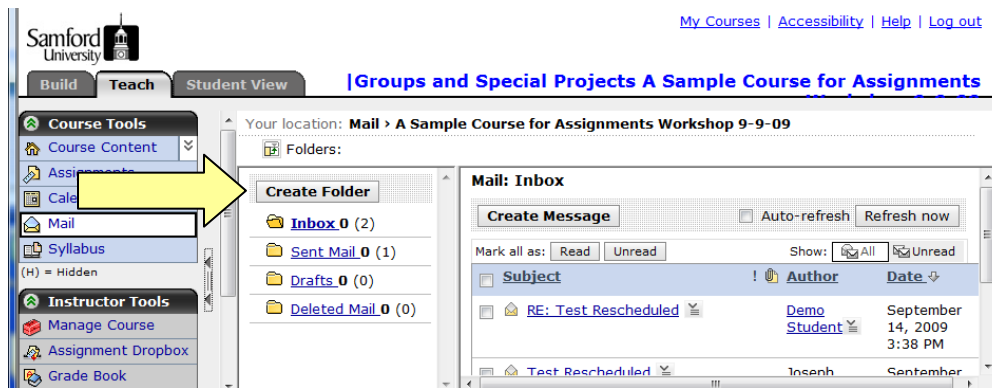 My Courses | Accessibility | Help | Log out
Samford
University
Build Teach Student View
|Groups and Special Projects A Sample Course for Assignments
Course Tools
Your location: Mail › A Sample Course for Assignments Workshop 9-9-09
Folders:
Course Content
Assignments
Mail
Syllabus
(H) = Hidden
Instructor Tools
Manage Course
Assignment Dropbox
Grade Book
Create Folder
Inbox 0 (2)
Sent Mail 0 (1)
Drafts 0 (0)
Deleted Mail 0 (0)
Mail: Inbox
Create Message Auto-refresh Refresh now
Mark all as: Read Unread Show: All Unread
Subject ! Author Date
RE: Test Rescheduled Demo Student September 14, 2009 3:38 PM
Test Rescheduled Joseph September